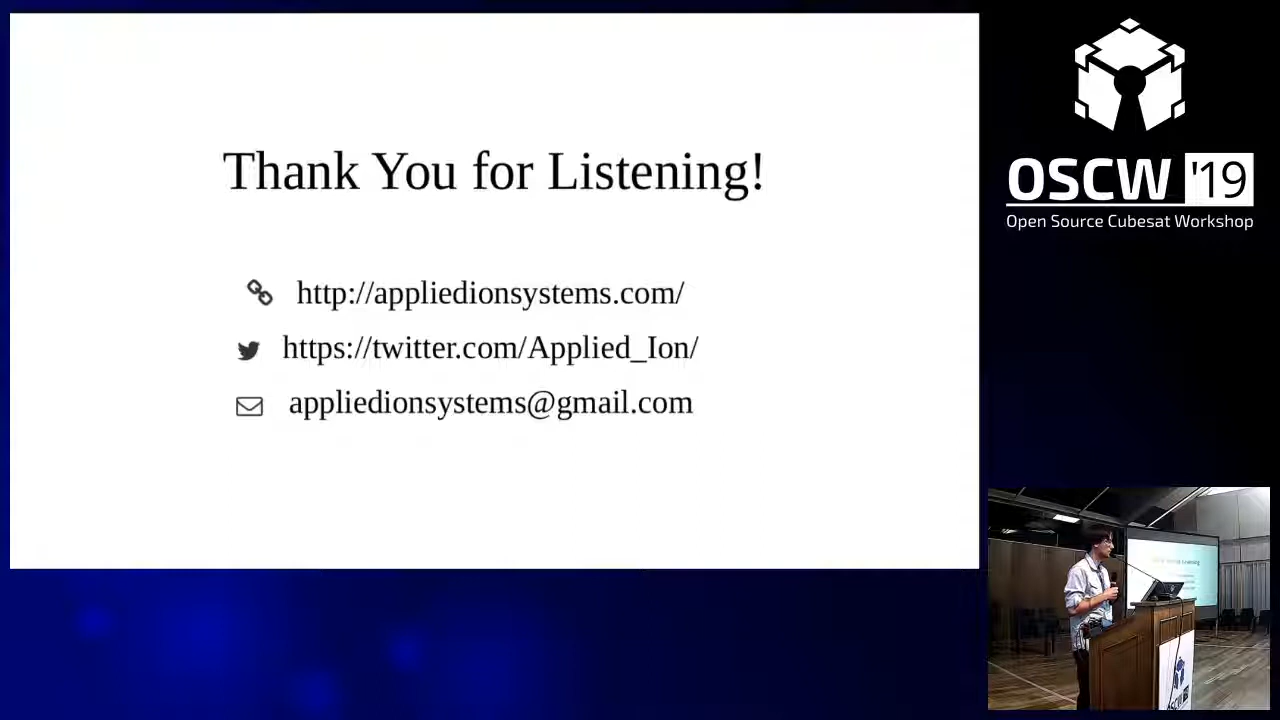 Thank You for Listening!
http://appliedionsystems.com/
https://twitter.com/Applied_Ion/
appliedionsystems@gmail.com
OSCW '19
Open Source Cubesat Workshop